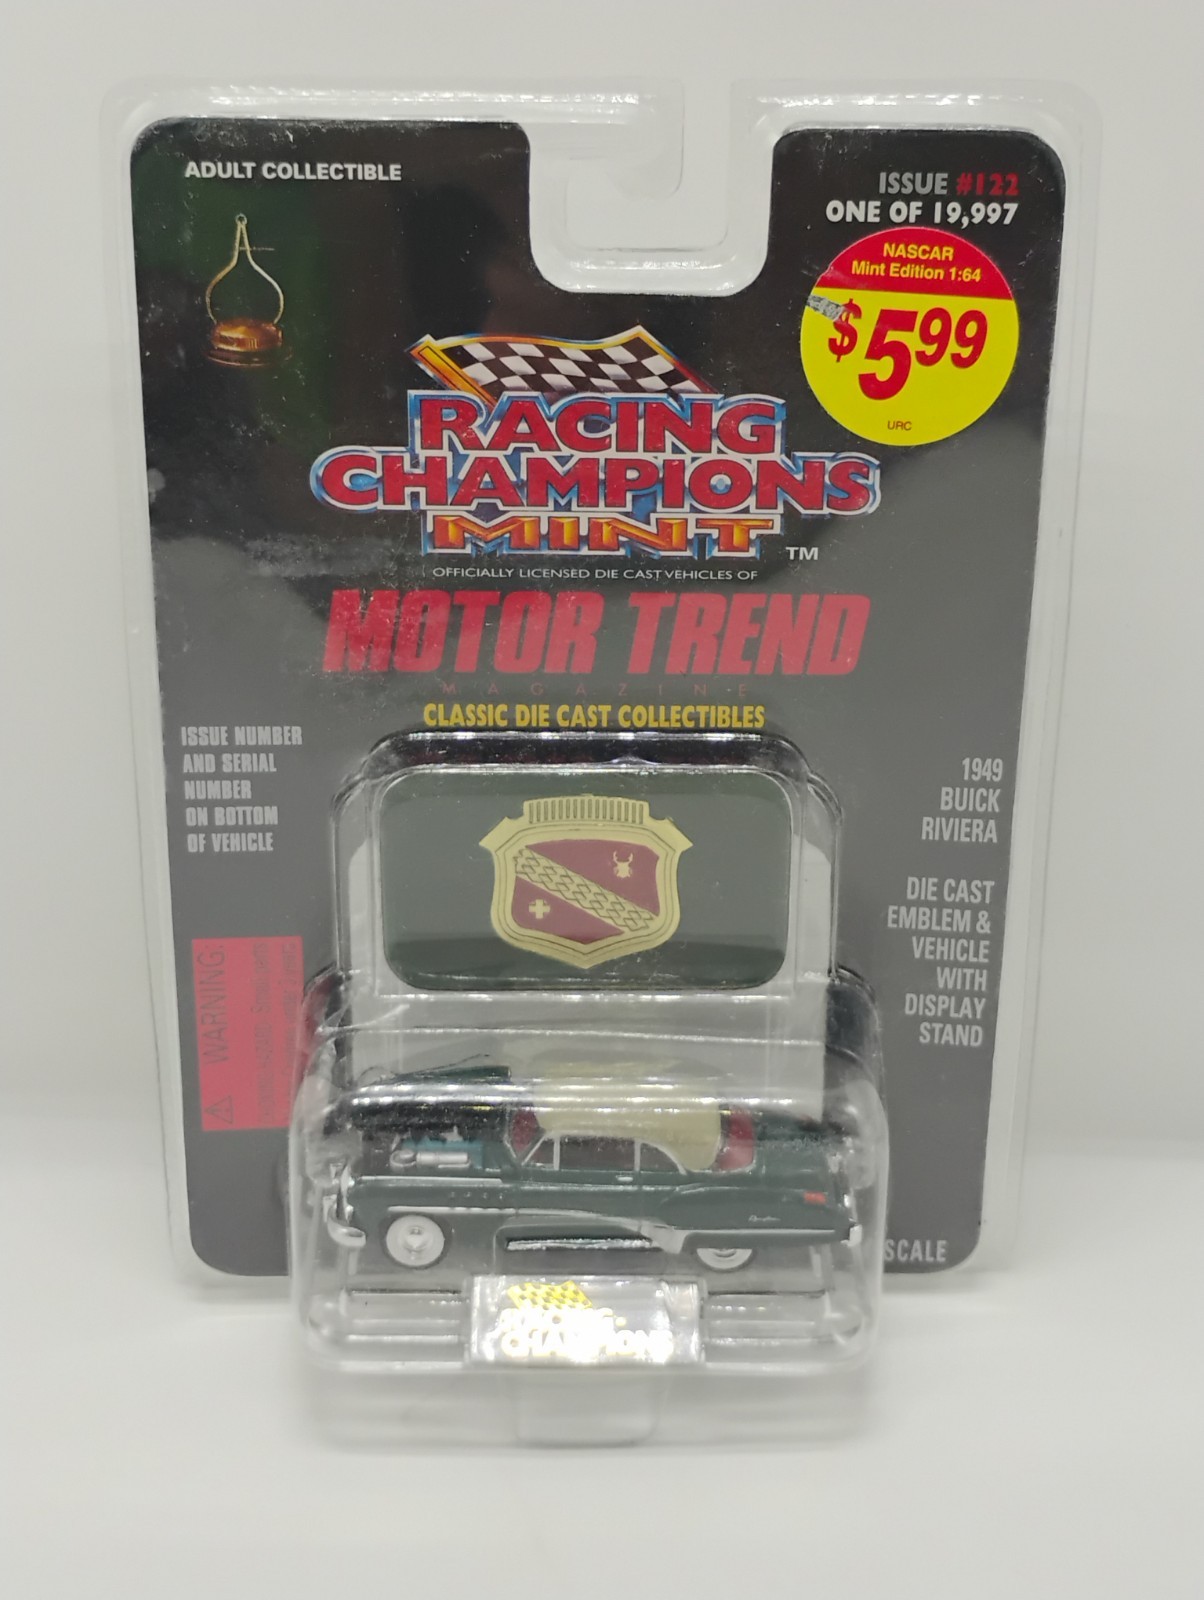 ADULT COLLECTIBLE
ISSUE #122
ONE OF 19,997
NASCAR
Mint Edition 1:64
$5.99
URC
RACING
CHAMPIONS
MINT TM
OFFICIALLY LICENSED DIE CAST VEHICLES OF
MOTOR TREND
MAGAZINE
CLASSIC DIE CAST COLLECTIBLES
ISSUE NUMBER
AND SERIAL
NUMBER
ON BOTTOM
OF VEHICLE
1949
BUICK
RIVIERA
DIE CAST
EMBLEM &
VEHICLE
WITH
DISPLAY
STAND
WARNING:
SCALE
RACING
CHAMPIONS